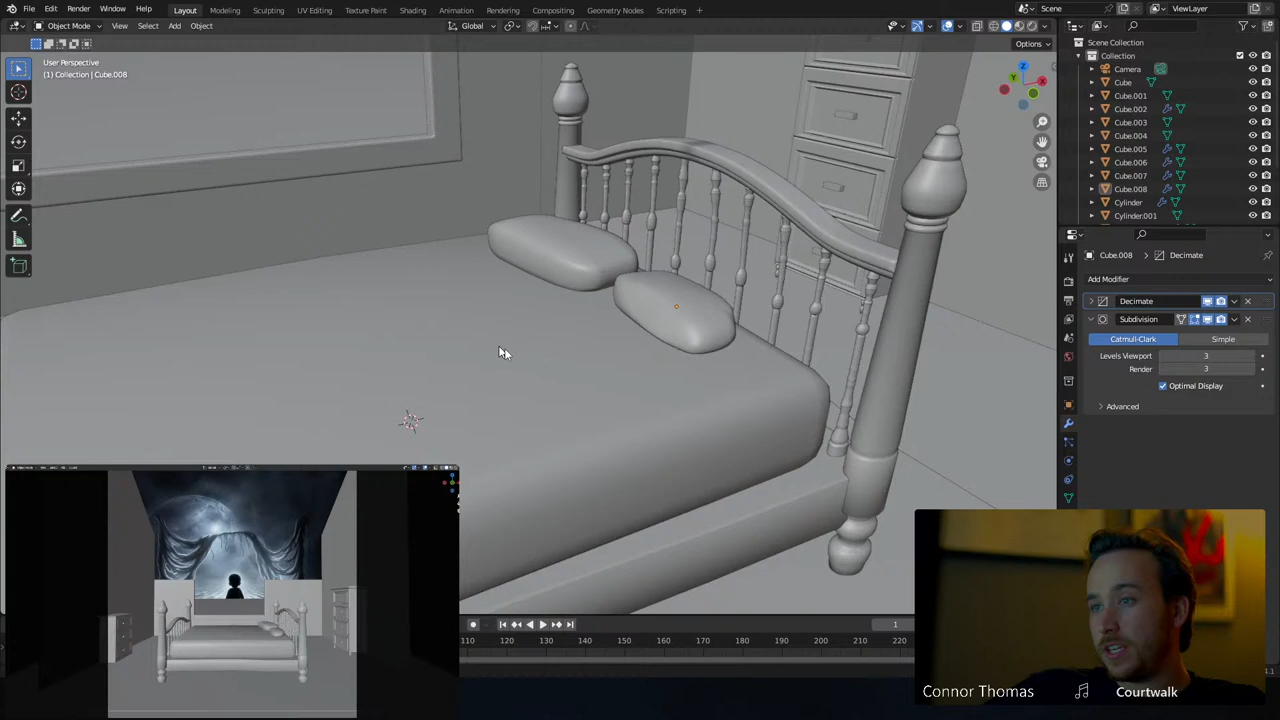 File Edit Render Window Help Layout Modeling Sculpting UV Editing Texture Paint Shading Animation Rendering Compositing Geometry Nodes Scripting Scene ViewLayer
Object Mode View Select Add Object Global
Options
User Perspective
(1) Collection | Cube.008
Z
Y
X
Scene Collection
Collection
Camera
Cube
Cube.001
Cube.002
Cube.003
Cube.004
Cube.005
Cube.006
Cube.007
Cube.008
Cylinder
Cylinder.001
Cube.008 > Decimate
Add Modifier
Decimate
Subdivision
Catmull-Clark Simple
Levels Viewport 3
Render 3
Optimal Display
Advanced
1
110 120 130 140 150 160 170 180 190 200 210 220
Connor Thomas Courtwalk